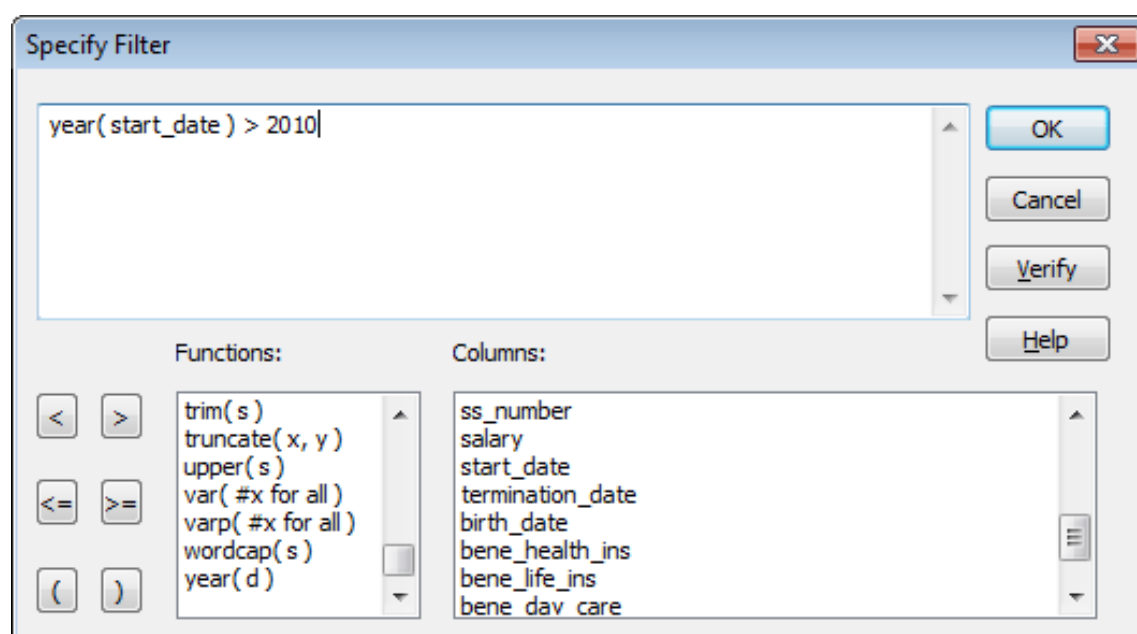 Specify Filter
year( start_date ) > 2010
OK
Cancel
Verify
Help
Functions:
Columns:
< >
<= >=
( )
trim( s )
truncate( x, y )
upper( s )
var( #x for all )
varp( #x for all )
wordcap( s )
year( d )
ss_number
salary
start_date
termination_date
birth_date
bene_health_ins
bene_life_ins
bene_day_care